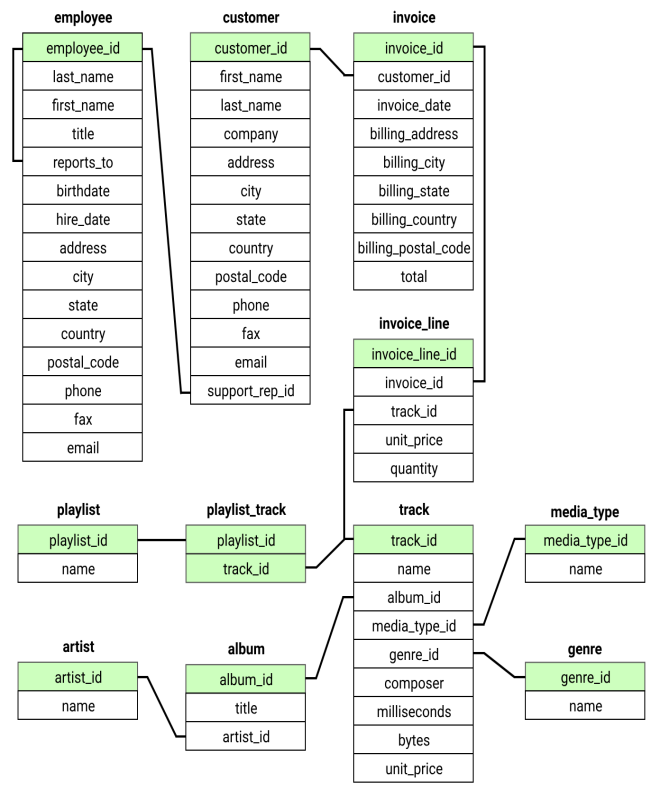 employee
employee_id
last_name
first_name
title
reports_to
birthdate
hire_date
address
city
state
country
postal_code
phone
fax
email
customer
customer_id
first_name
last_name
company
address
city
state
country
postal_code
phone
fax
email
support_rep_id
invoice
invoice_id
customer_id
invoice_date
billing_address
billing_city
billing_state
billing_country
billing_postal_code
total
invoice_line
invoice_line_id
invoice_id
track_id
unit_price
quantity
playlist
playlist_id
name
playlist_track
playlist_id
track_id
track
track_id
name
album_id
media_type_id
genre_id
composer
milliseconds
bytes
unit_price
media_type
media_type_id
name
artist
artist_id
name
album
album_id
title
artist_id
genre
genre_id
name